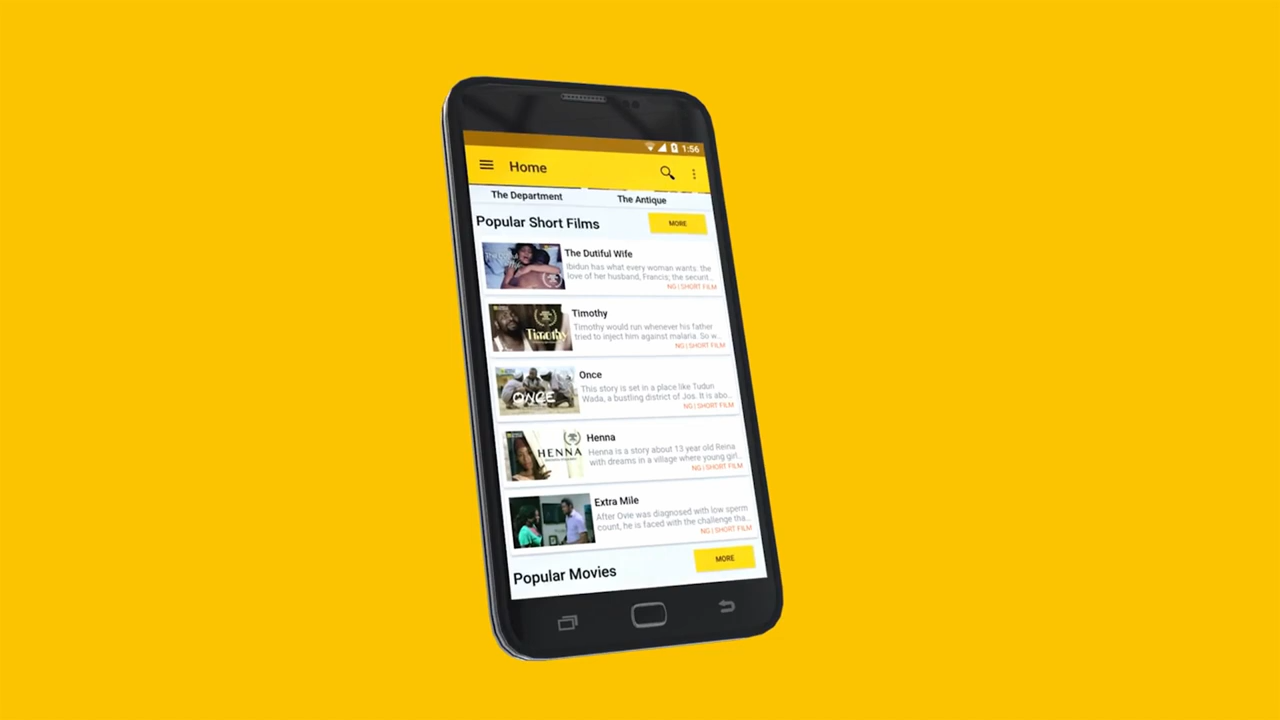 1:56
Home
The Department
The Antique
Popular Short Films
MORE
The Dutiful Wife
Ibidun has what every woman wants: the
love of her husband, Francis; the securit...
NG | SHORT FILM
Timothy
Timothy
Timothy would run whenever his father
tried to inject him against malaria. So w...
NG | SHORT FILM
ONCE
Once
This story is set in a place like Tudun
Wada, a bustling district of Jos. It is abo...
NG | SHORT FILM
HENNA
Henna
Henna is a story about 13 year old Reina
with dreams in a village where young girl...
NG | SHORT FILM
Extra Mile
After Ovie was diagnosed with low sperm
count, he is faced with the challenge tha...
NG | SHORT FILM
Popular Movies
MORE